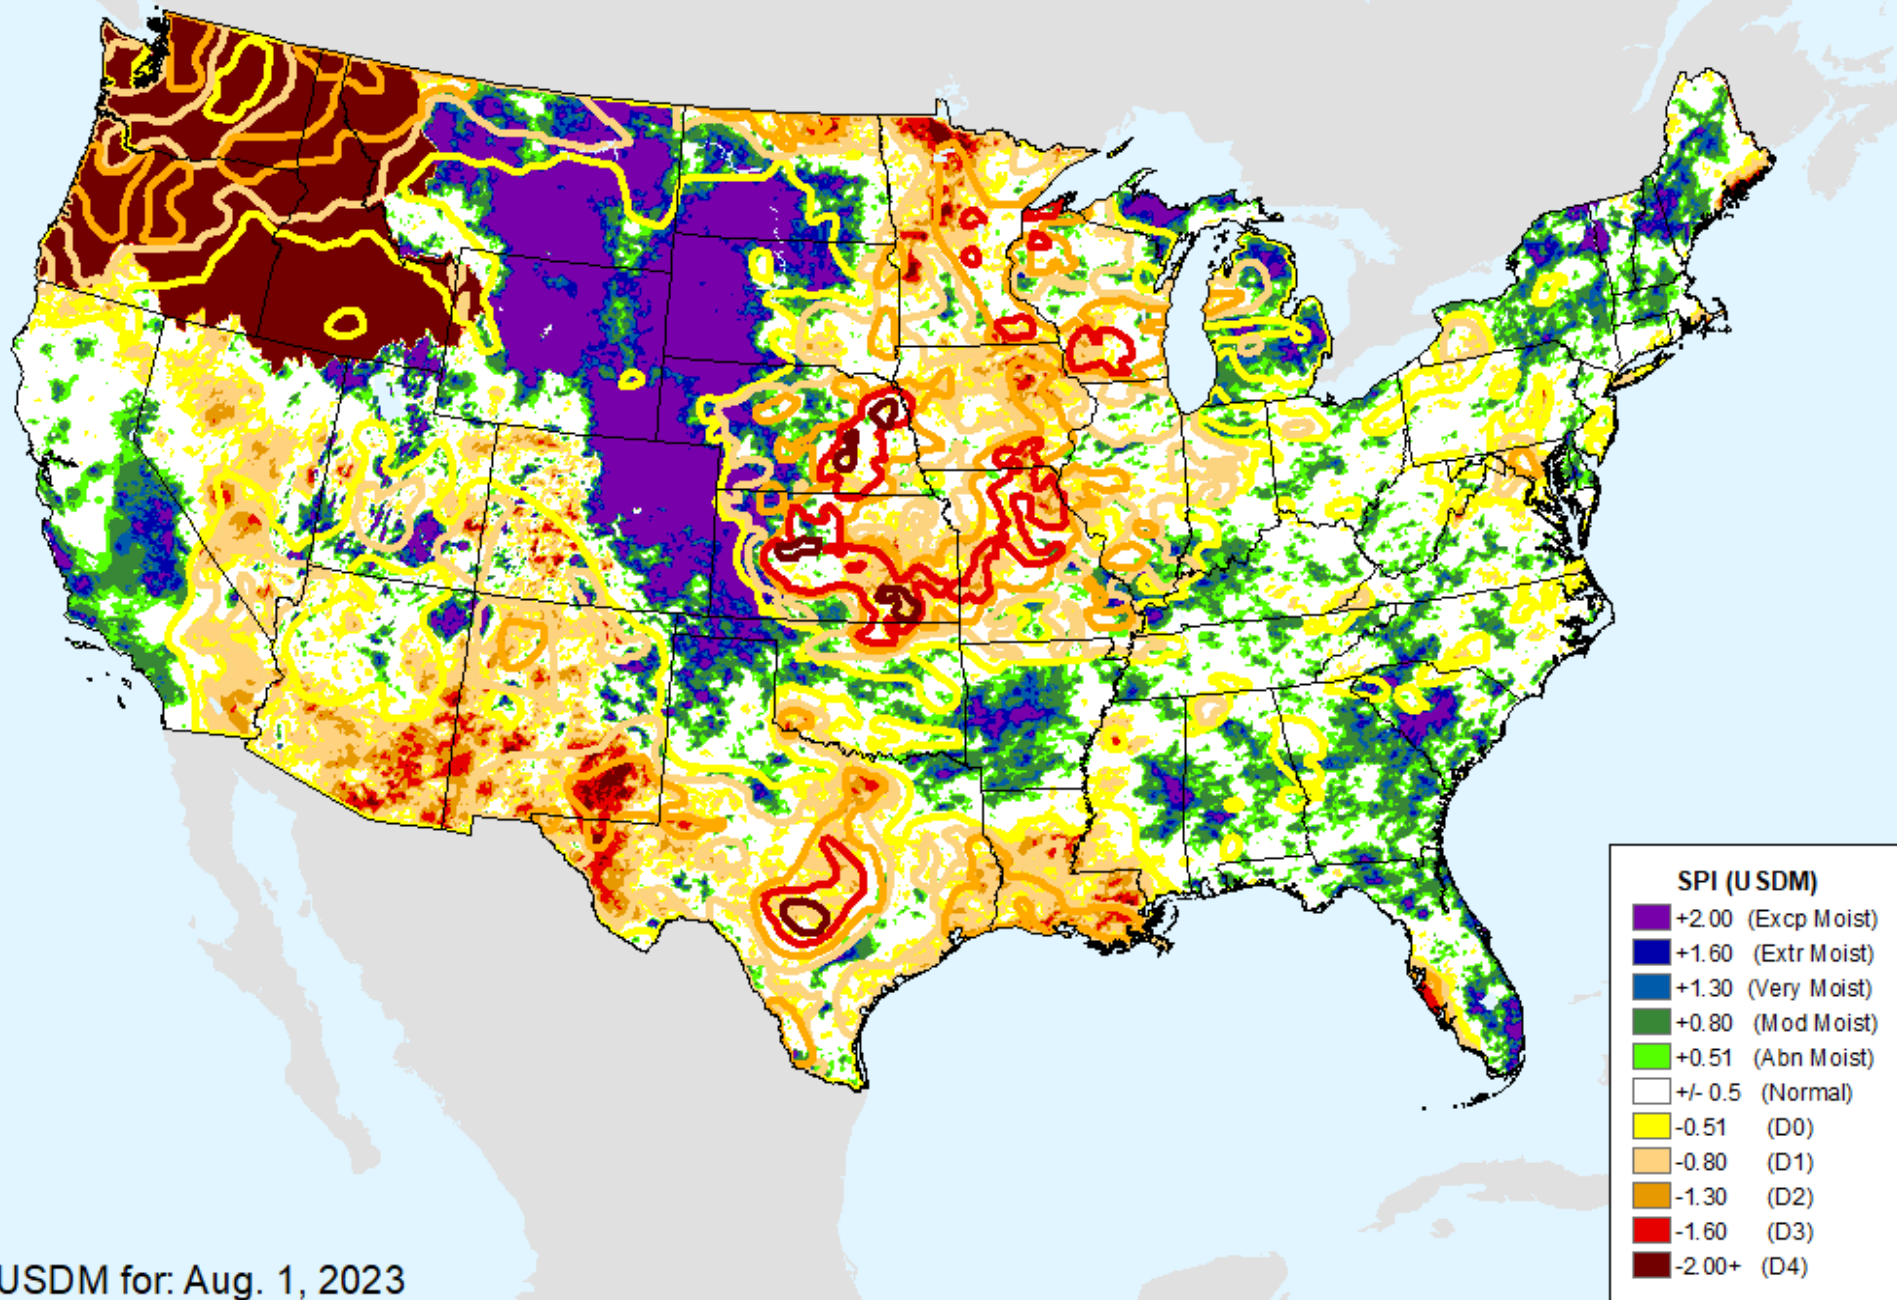 SPI (USDM)
+2.00 (Excp Moist)
+1.60 (Extr Moist)
+1.30 (Very Moist)
+0.80 (Mod Moist)
+0.51 (Abn Moist)
+/- 0.5 (Normal)
-0.51 (D0)
-0.80 (D1)
-1.30 (D2)
-1.60 (D3)
-2.00+ (D4)
USDM for: Aug. 1, 2023